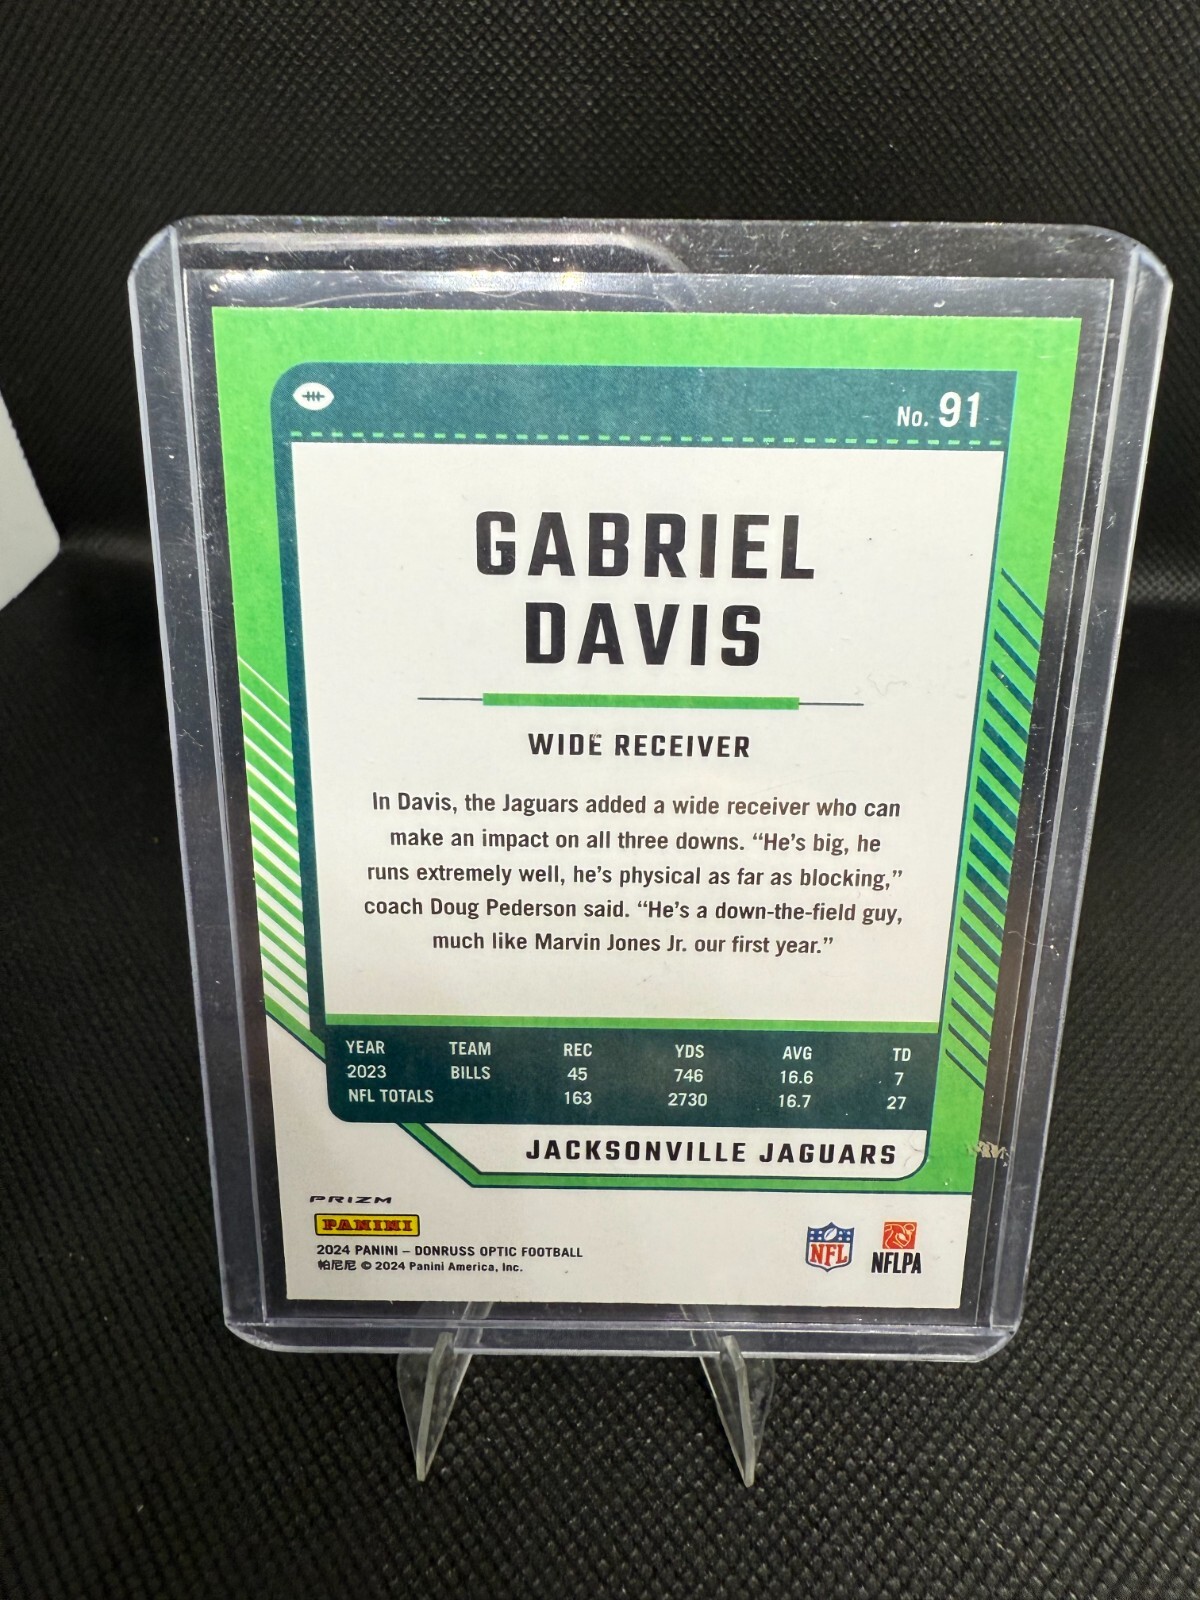 No. 91
GABRIEL
DAVIS
WIDE RECEIVER
In Davis, the Jaguars added a wide receiver who can
make an impact on all three downs. “He’s big, he
runs extremely well, he’s physical as far as blocking,”
coach Doug Pederson said. “He’s a down-the-field guy,
much like Marvin Jones Jr. our first year.”
YEAR TEAM REC YDS AVG TD
2023 BILLS 45 746 16.6 7
NFL TOTALS 163 2730 16.7 27
JACKSONVILLE JAGUARS
PRIZM
PANINI
2024 PANINI – DONRUSS OPTIC FOOTBALL
帕尼尼 © 2024 Panini America, Inc.
NFL
NFLPA